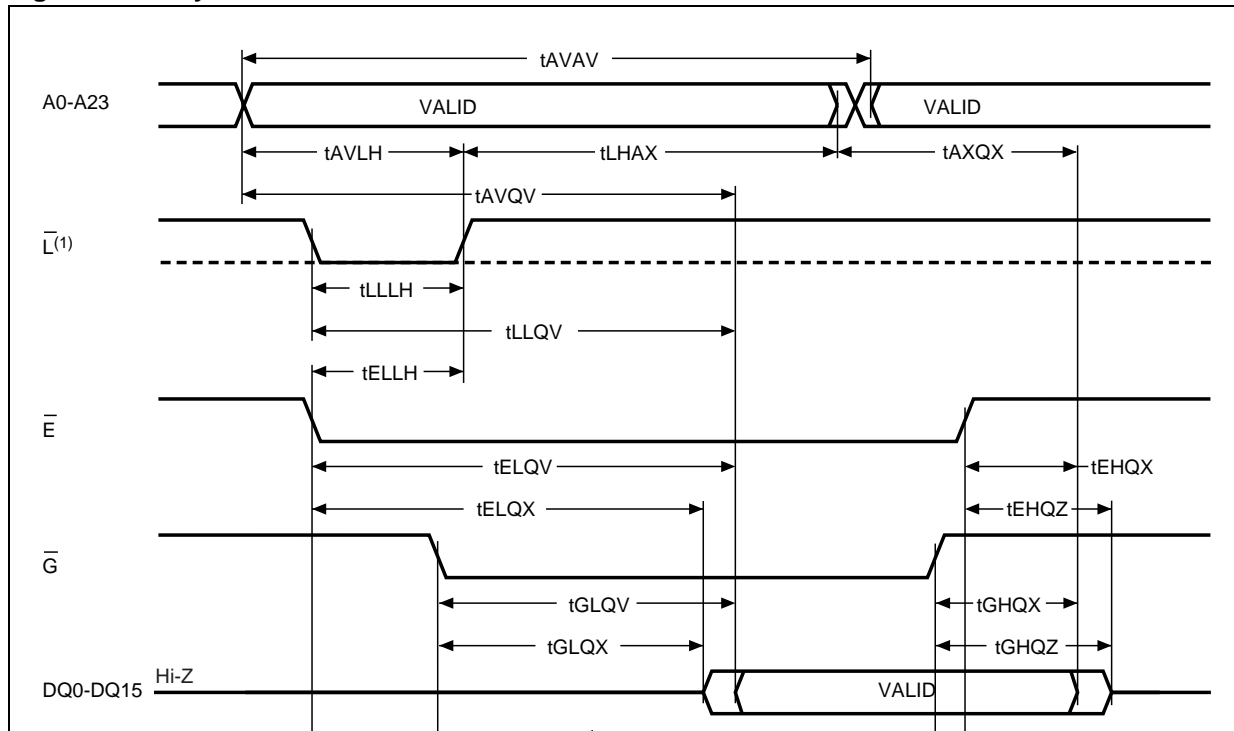 tAVAV
A0-A23
VALID
VALID
tAVLH
tLHAX
tAXQX
tAVQV
L(1)
tLLLH
tLLQV
tELLH
E
tELQV
tEHQX
tELQX
tEHQZ
G
tGLQV
tGHQX
tGLQX
tGHQZ
DQ0-DQ15
Hi-Z
VALID